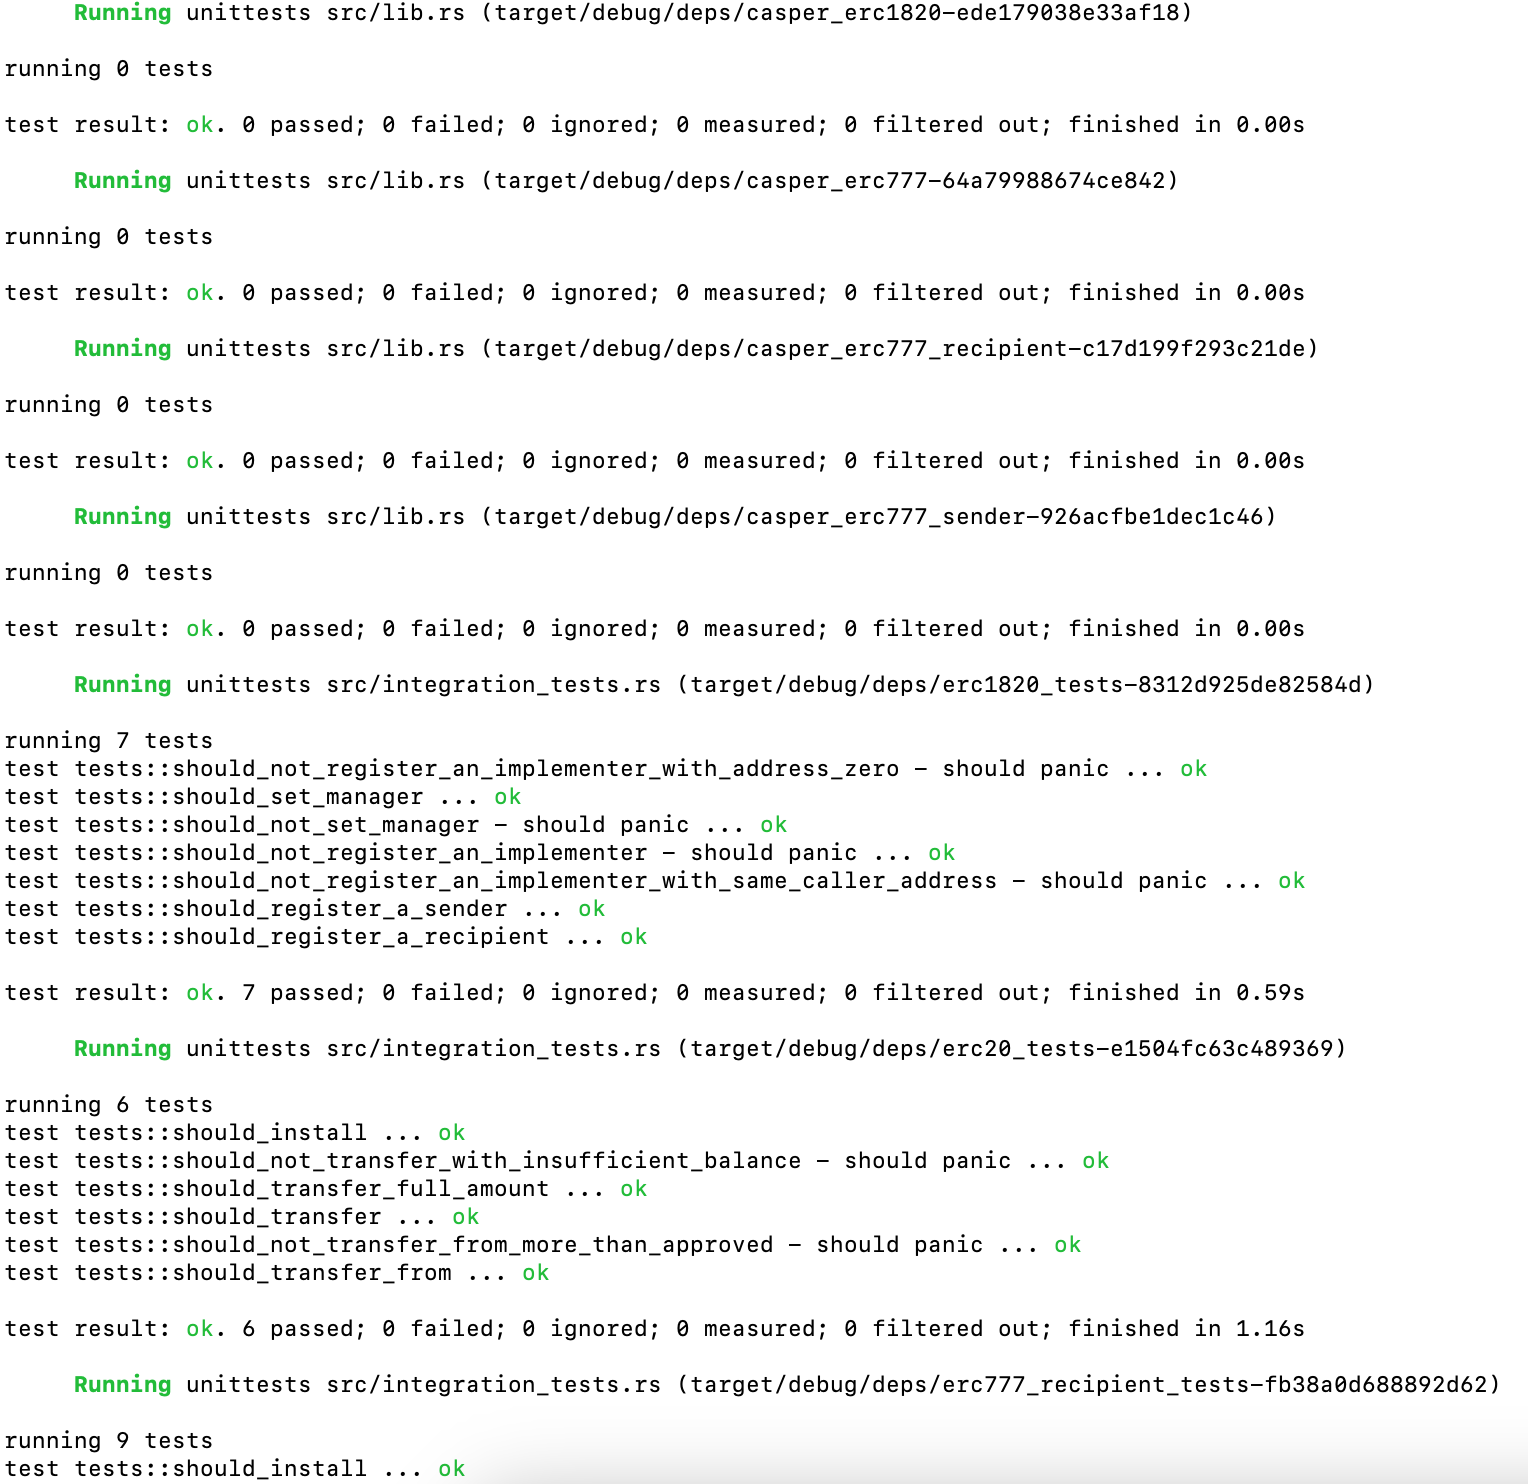 Running unittests src/lib.rs (target/debug/deps/casper_erc1820-ede179038e33af18)
running 0 tests
test result: ok. 0 passed; 0 failed; 0 ignored; 0 measured; 0 filtered out; finished in 0.00s
Running unittests src/lib.rs (target/debug/deps/casper_erc777-64a79988674ce842)
running 0 tests
test result: ok. 0 passed; 0 failed; 0 ignored; 0 measured; 0 filtered out; finished in 0.00s
Running unittests src/lib.rs (target/debug/deps/casper_erc777_recipient-c17d199f293c21de)
running 0 tests
test result: ok. 0 passed; 0 failed; 0 ignored; 0 measured; 0 filtered out; finished in 0.00s
Running unittests src/lib.rs (target/debug/deps/casper_erc777_sender-926acfbe1dec1c46)
running 0 tests
test result: ok. 0 passed; 0 failed; 0 ignored; 0 measured; 0 filtered out; finished in 0.00s
Running unittests src/integration_tests.rs (target/debug/deps/erc1820_tests-8312d925de82584d)
running 7 tests
test tests::should_not_register_an_implementer_with_address_zero - should panic ... ok
test tests::should_set_manager ... ok
test tests::should_not_set_manager - should panic ... ok
test tests::should_not_register_an_implementer - should panic ... ok
test tests::should_not_register_an_implementer_with_same_caller_address - should panic ... ok
test tests::should_register_a_sender ... ok
test tests::should_register_a_recipient ... ok
test result: ok. 7 passed; 0 failed; 0 ignored; 0 measured; 0 filtered out; finished in 0.59s
Running unittests src/integration_tests.rs (target/debug/deps/erc20_tests-e1504fc63c489369)
running 6 tests
test tests::should_install ... ok
test tests::should_not_transfer_with_insufficient_balance - should panic ... ok
test tests::should_transfer_full_amount ... ok
test tests::should_transfer ... ok
test tests::should_not_transfer_from_more_than_approved - should panic ... ok
test tests::should_transfer_from ... ok
test result: ok. 6 passed; 0 failed; 0 ignored; 0 measured; 0 filtered out; finished in 1.16s
Running unittests src/integration_tests.rs (target/debug/deps/erc777_recipient_tests-fb38a0d688892d62)
running 9 tests
test tests::should_install ... ok